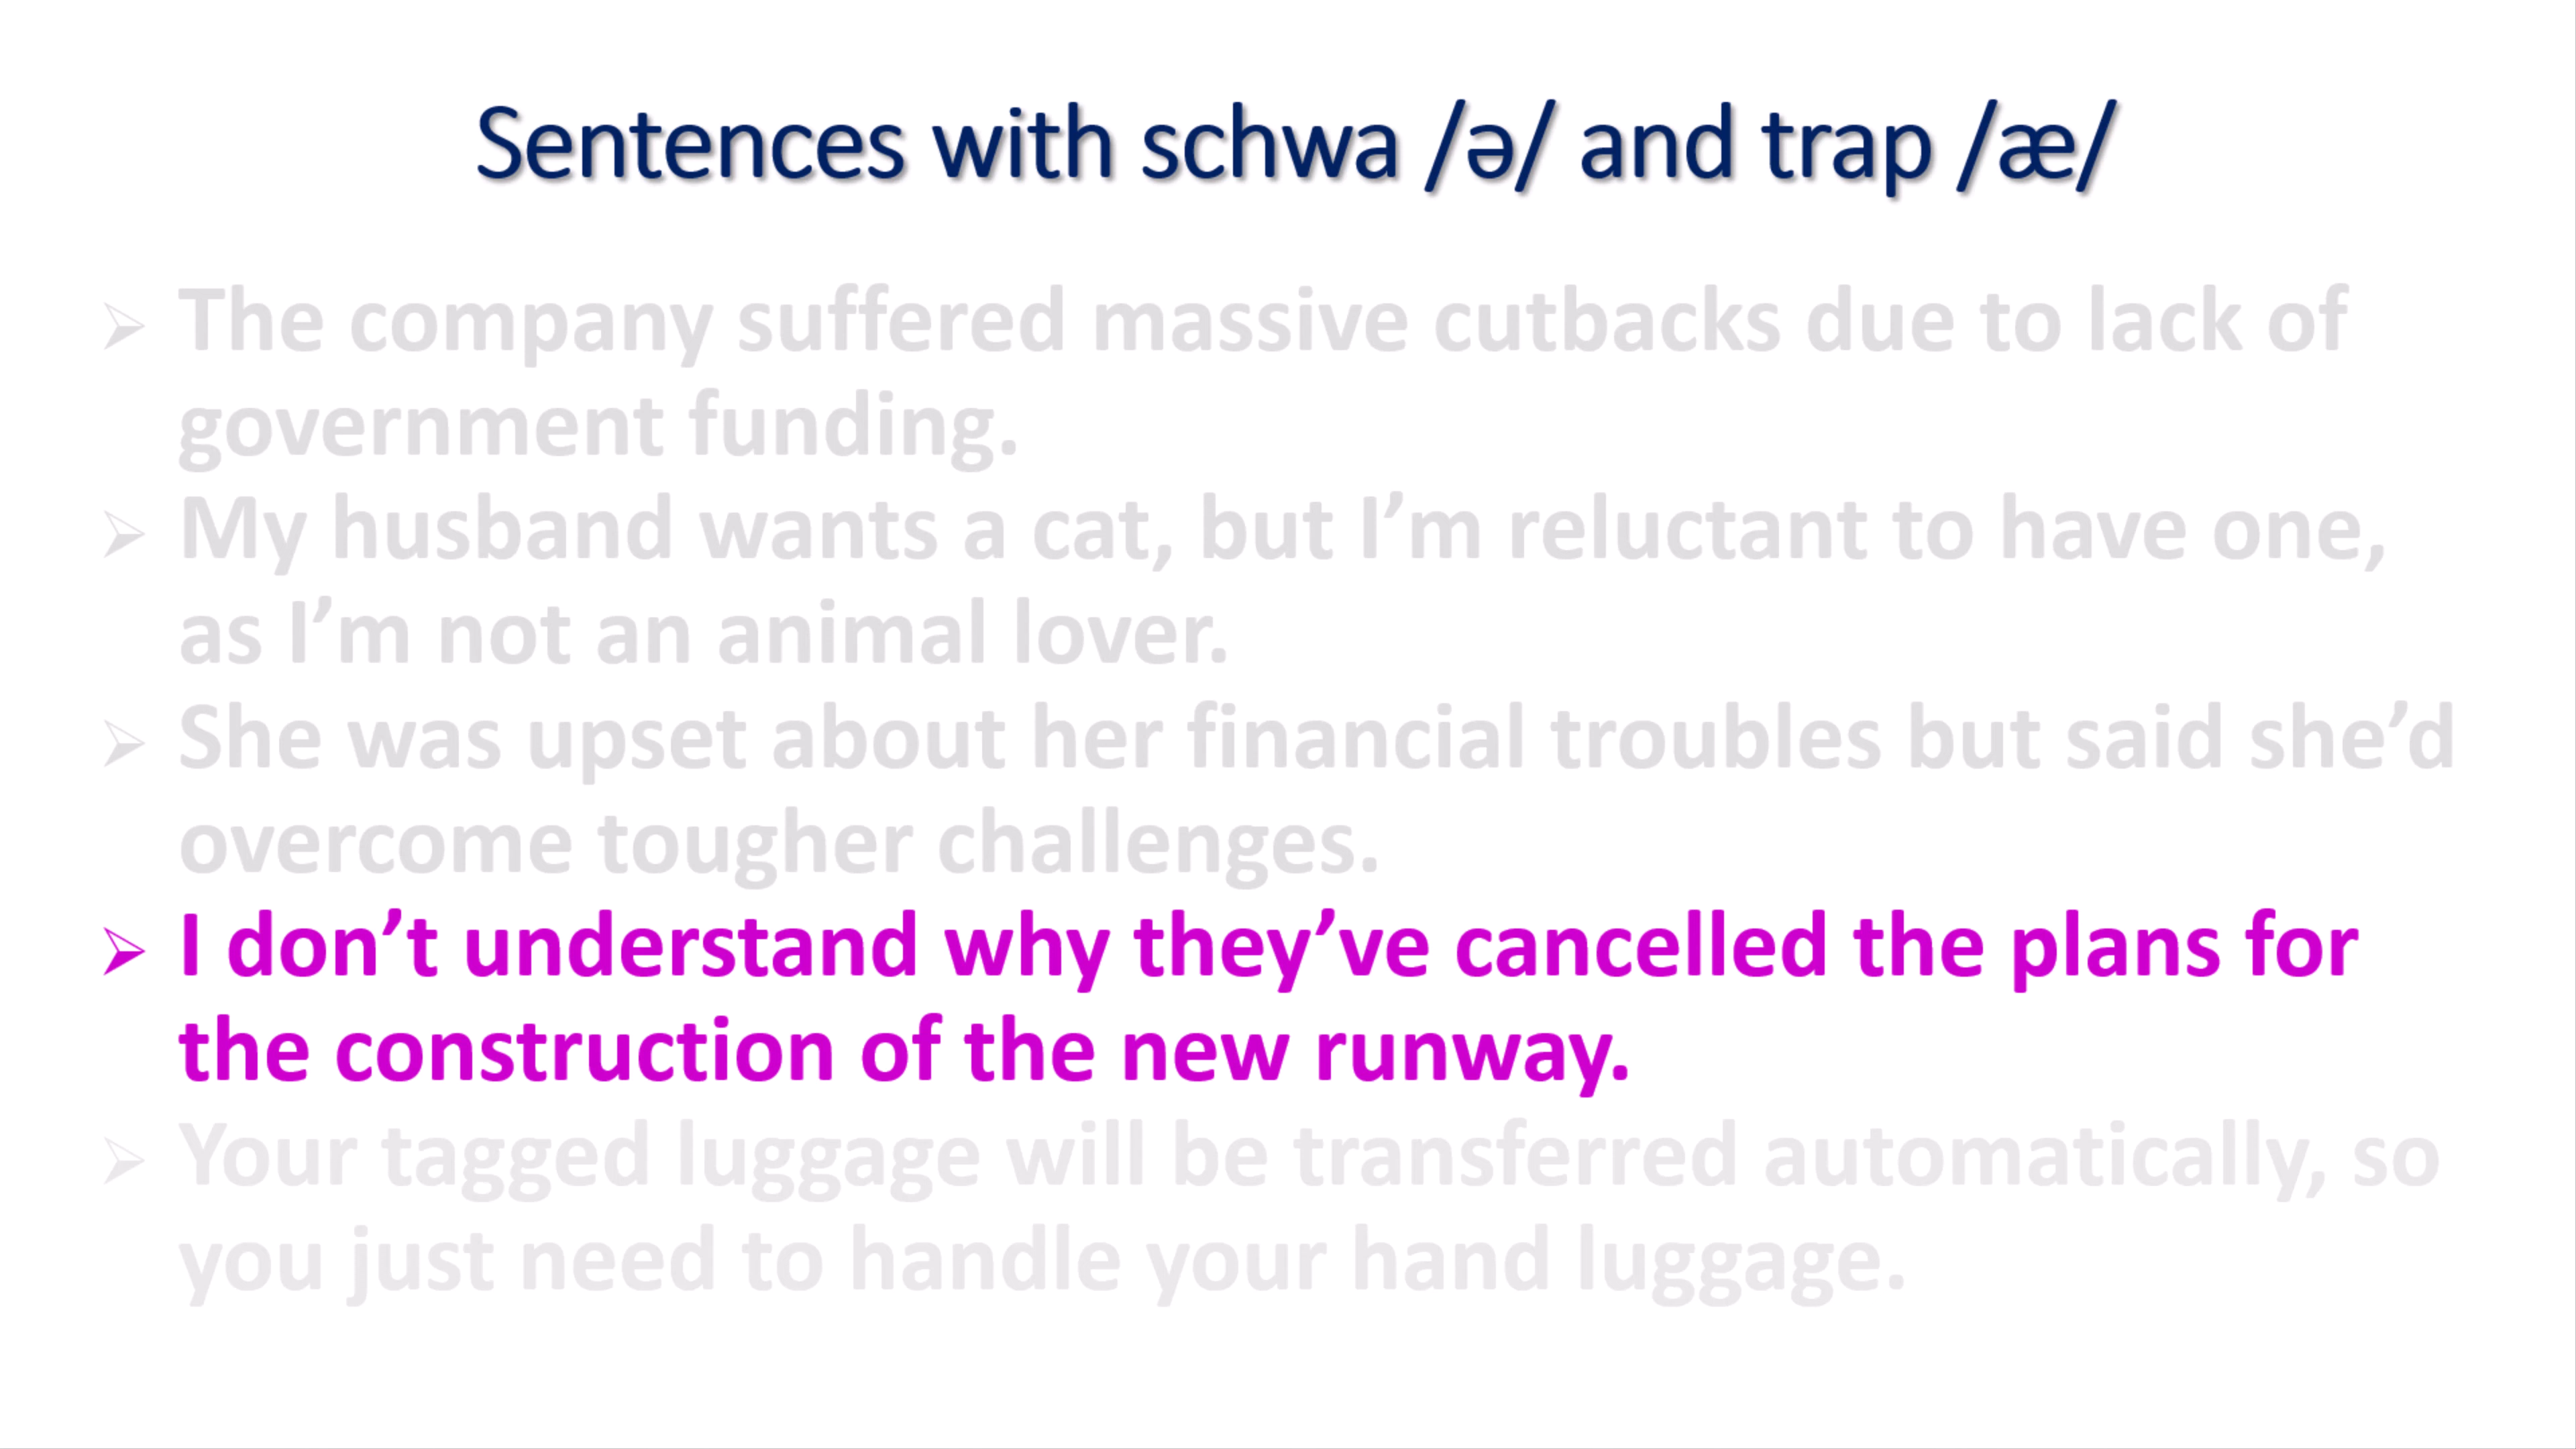 Sentences with schwa /ə/ and trap /æ/
➢ The company suffered massive cutbacks due to lack of
government funding.
➢ My husband wants a cat, but I’m reluctant to have one,
as I’m not an animal lover.
➢ She was upset about her financial troubles but said she’d
overcome tougher challenges.
➢ I don’t understand why they’ve cancelled the plans for
the construction of the new runway.
➢ Your tagged luggage will be transferred automatically, so
you just need to handle your hand luggage.